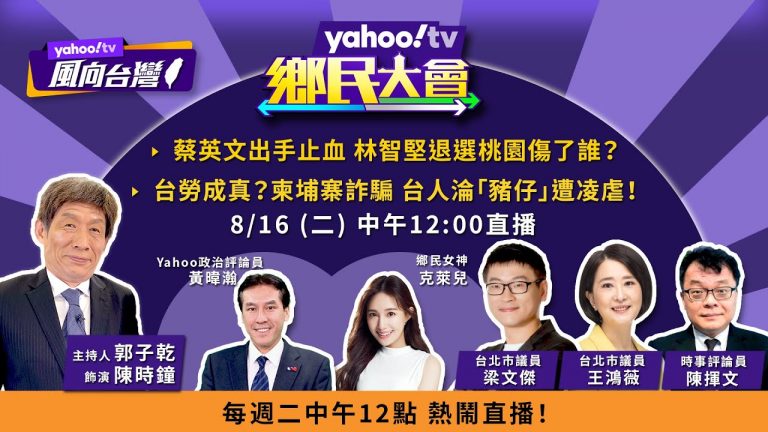 yahoo!tv
風向台灣
yahoo!tv
鄉民大會
蔡英文出手止血 林智堅退選桃園傷了誰?
台勞成真?柬埔寨詐騙 台人淪「豬仔」遭凌虐!
8/16 (二) 中午12:00直播
Yahoo政治評論員
黃暐瀚
鄉民女神
克萊兒
主持人 郭子乾
飾演 陳時鐘
台北市議員
梁文傑
台北市議員
王鴻薇
時事評論員
陳揮文
每週二中午12點 熱鬧直播!